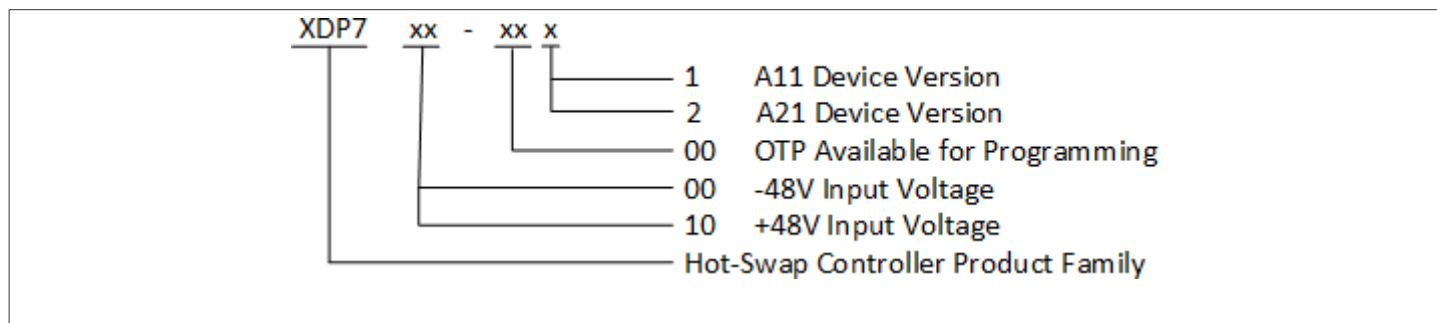 XDP7 xx - xx x
1 A11 Device Version
2 A21 Device Version
00 OTP Available for Programming
00 -48V Input Voltage
10 +48V Input Voltage
Hot-Swap Controller Product Family